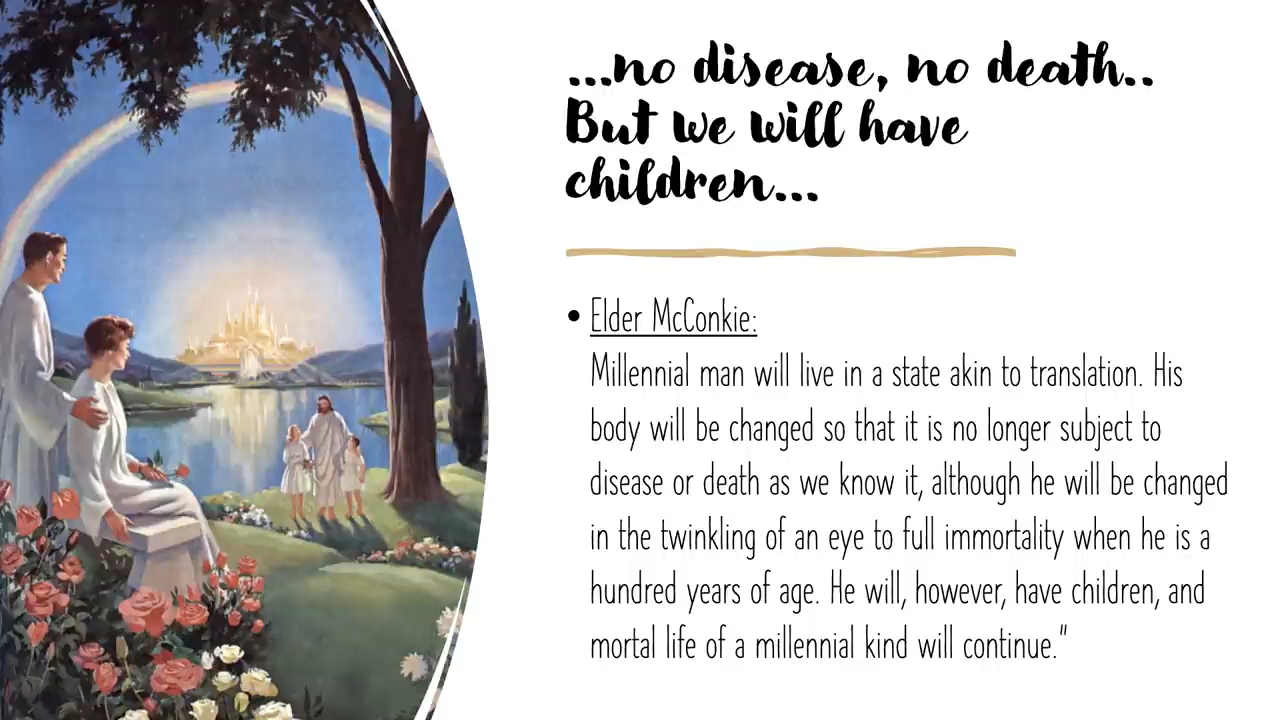 ...no disease, no death..
But we will have
children...
• Elder McConkie:
Millennial man will live in a state akin to translation. His
body will be changed so that it is no longer subject to
disease or death as we know it, although he will be changed
in the twinkling of an eye to full immortality when he is a
hundred years of age. He will, however, have children, and
mortal life of a millennial kind will continue."